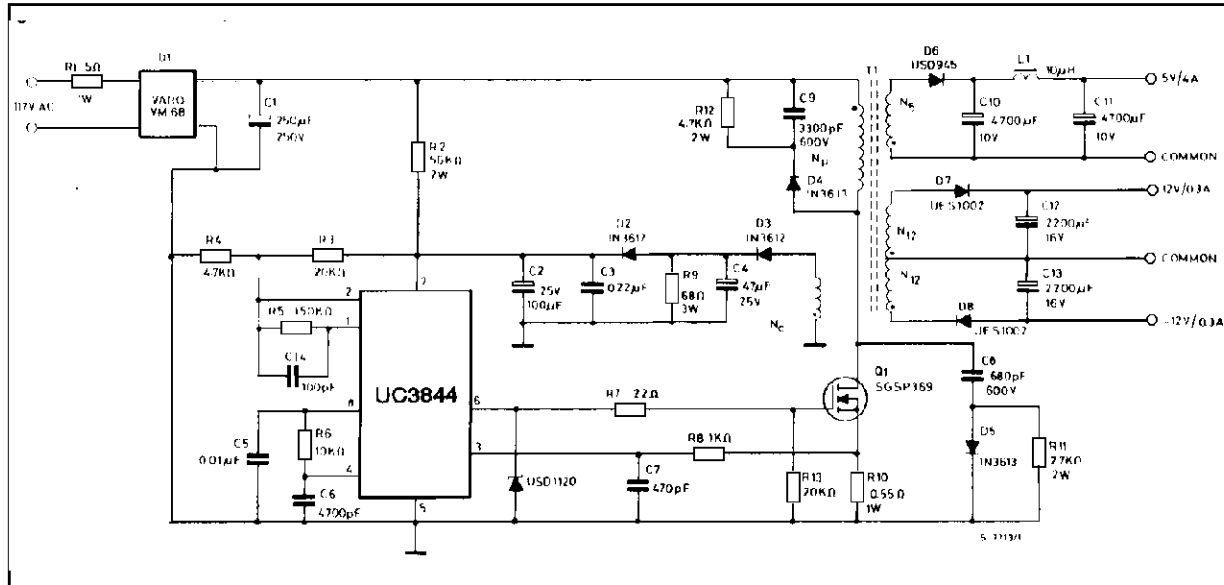 R1 5Ω
1W
117V AC
D1
VARO
VM 68
C1
250µF
250V
R2
56KΩ
2W
R12
4.7KΩ
2W
C9
3300pF
600V
D4
1N3613
T1
D6
USD945
L1
10µH
5V/4A
C10
4700µF
10V
C11
4700µF
10V
COMMON
D7
UES1002
12V/0.3A
N12
C12
2200µF
16V
COMMON
N12
C13
2200µF
16V
D8
UES1002
-12V/0.3A
R4
4.7KΩ
R3
20KΩ
D2
D3
1N3612
C2
25V
100µF
C3
0.22µF
R9
68Ω
3W
C4
47µF
25V
NC
7
2
R5 150KΩ
1
C14
100pF
UC3844
8
R6
10KΩ
4
C5
0.01µF
C6
4700pF
5
6
3
R7 22Ω
USD1120
C7
470pF
R8 1KΩ
Q1
SGSP369
R13
20KΩ
R10
0.55Ω
1W
680pF
600V
D5
1N3613
R11
2.7KΩ
2W